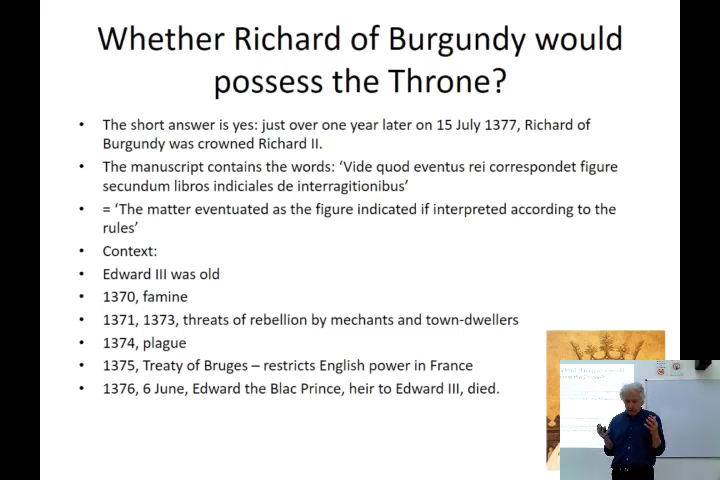 Whether Richard of Burgundy would
possess the Throne?
• The short answer is yes: just over one year later on 15 July 1377, Richard of
Burgundy was crowned Richard II.
• The manuscript contains the words: ‘Vide quod eventus rei correspondet figure
secundum libros indiciales de interragitionibus’
• = ‘The matter eventuated as the figure indicated if interpreted according to the
rules’
• Context:
• Edward III was old
• 1370, famine
• 1371, 1373, threats of rebellion by mechants and town-dwellers
• 1374, plague
• 1375, Treaty of Bruges – restricts English power in France
• 1376, 6 June, Edward the Blac Prince, heir to Edward III, died.